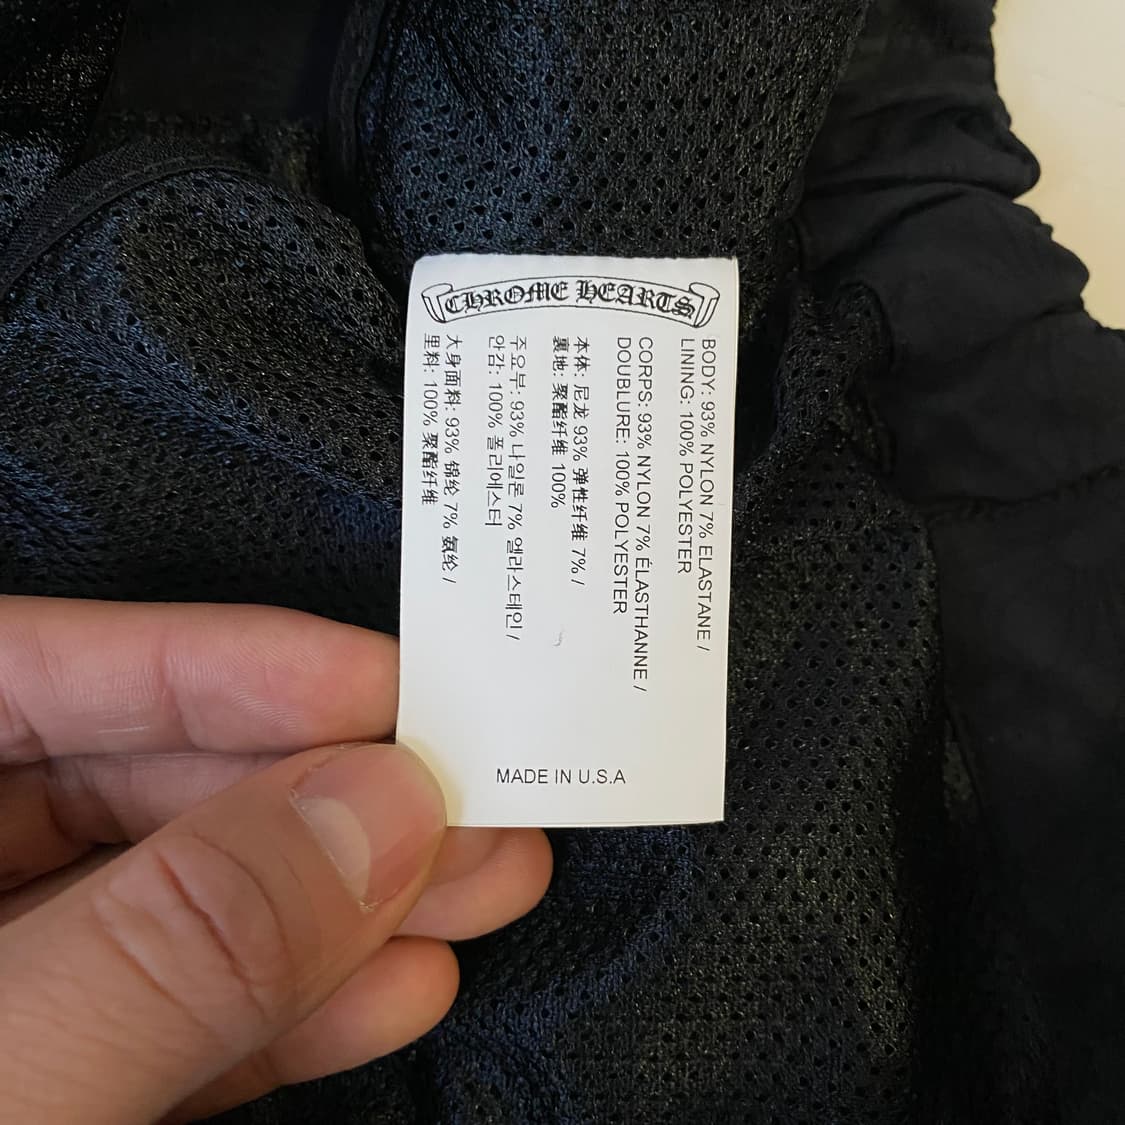 CHROME HEARTS
BODY: 93% NYLON 7% ELASTANE /
LINING: 100% POLYESTER
CORPS: 93% NYLON 7% ÉLASTHANNE /
DOUBLURE: 100% POLYESTER
本体: 尼龙 93% 弹性纤维 7% /
裏地: 聚酯纤维 100%
주요부: 93% 나일론 7% 엘라스테인 /
안감: 100% 폴리에스터
大身面料: 93% 锦纶 7% 氨纶 /
里料: 100% 聚酯纤维
MADE IN U.S.A